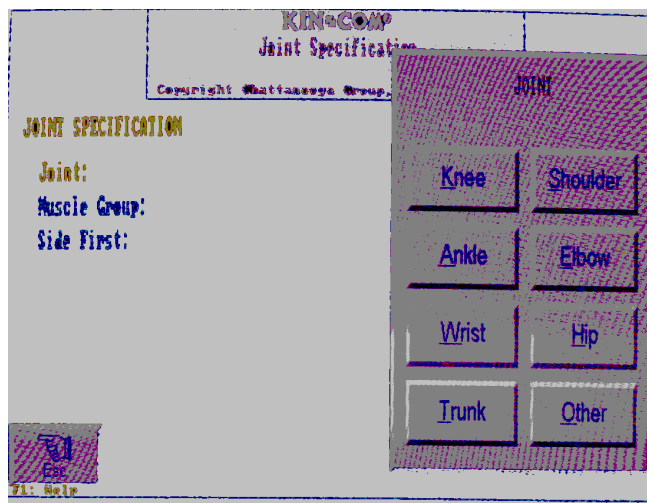 KIN-COM®
Joint Specification
Copyright Chattanooga Group,
JOINT SPECIFICATION
Joint:
Muscle Group:
Side First:
JOINT
Knee
Shoulder
Ankle
Elbow
Wrist
Hip
Trunk
Other
Esc
F1: Help